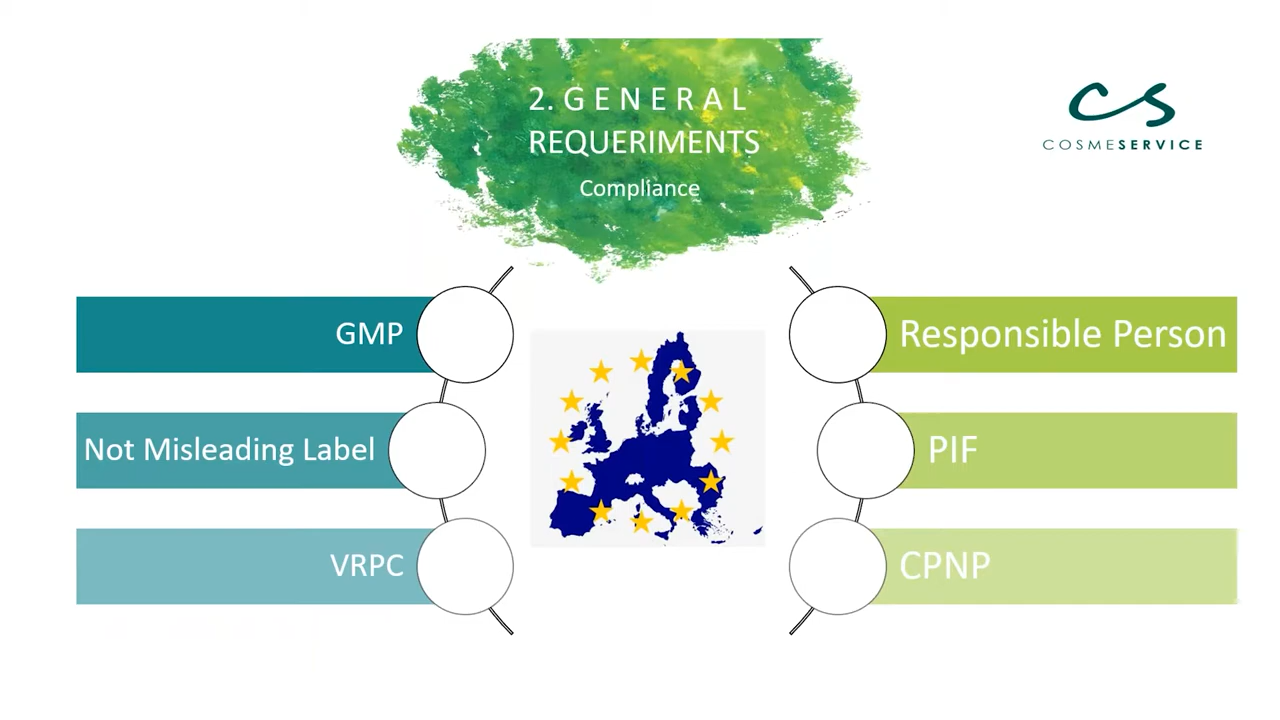 2. G E N E R A L
REQUERIMENTS
Compliance
CS
COSMESERVICE
GMP
Not Misleading Label
VRPC
Responsible Person
PIF
CPNP